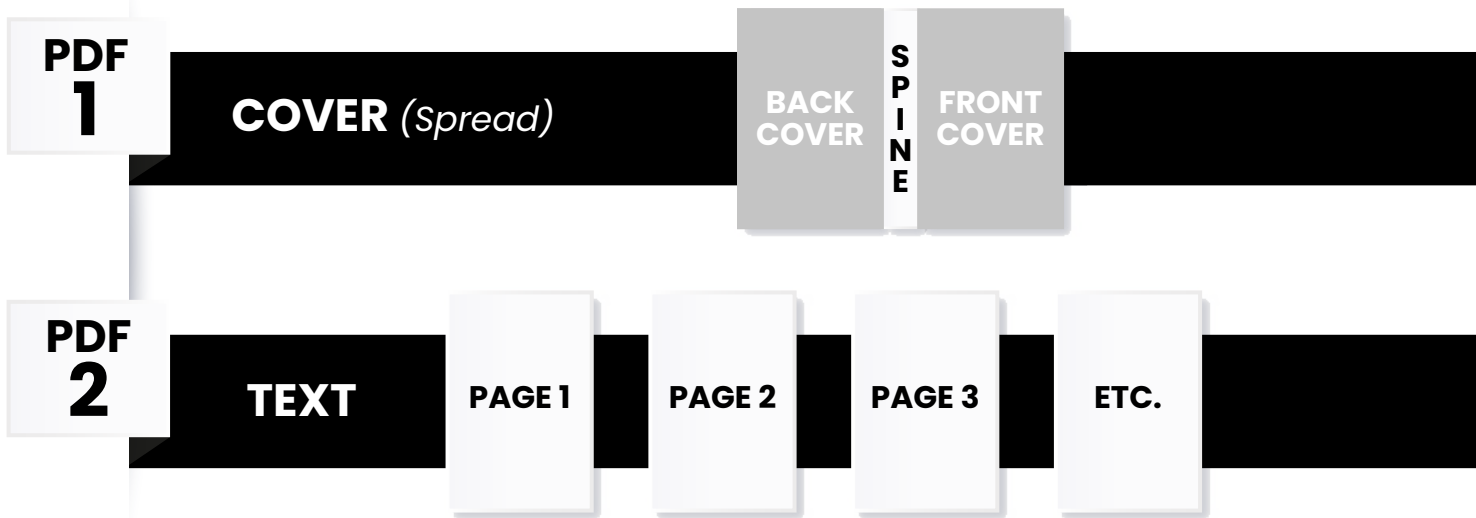 PDF
1
COVER (Spread)
BACK
COVER
S
P
I
N
E
FRONT
COVER
PDF
2
TEXT
PAGE 1
PAGE 2
PAGE 3
ETC.